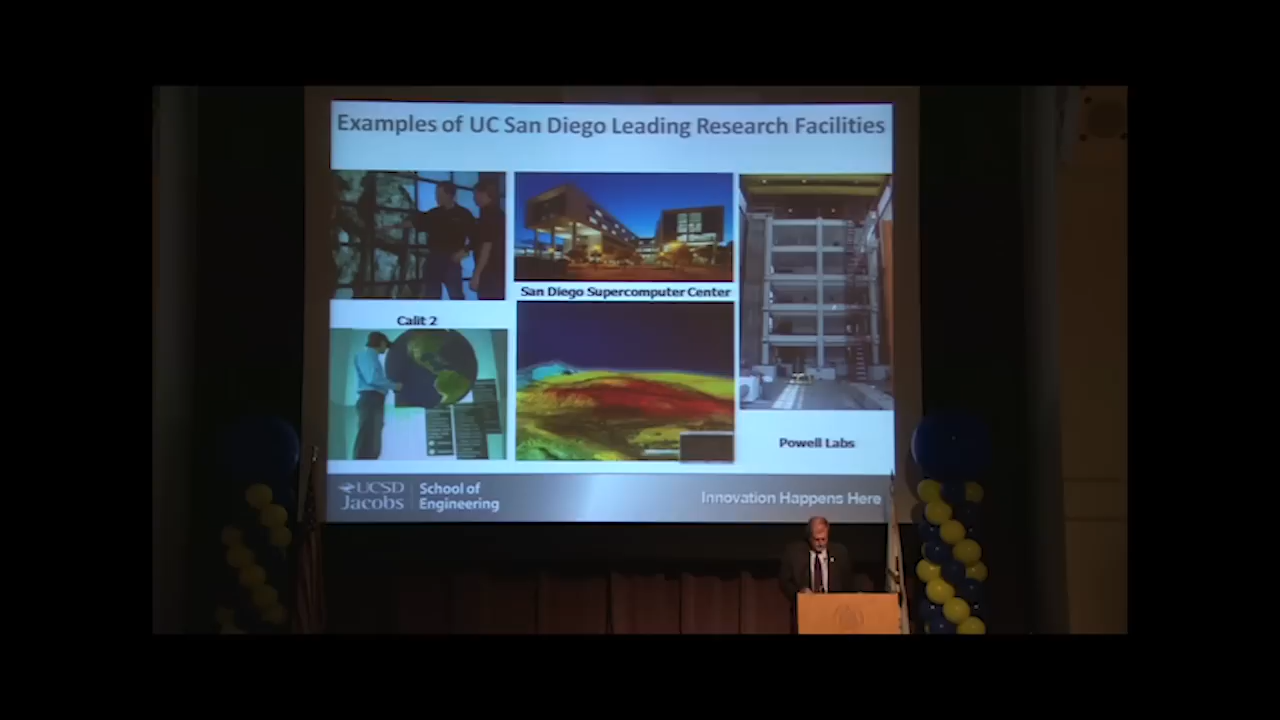 Examples of UC San Diego Leading Research Facilities
San Diego Supercomputer Center
Calit 2
Powell Labs
UCSD
Jacobs
School of
Engineering
Innovation Happens Here